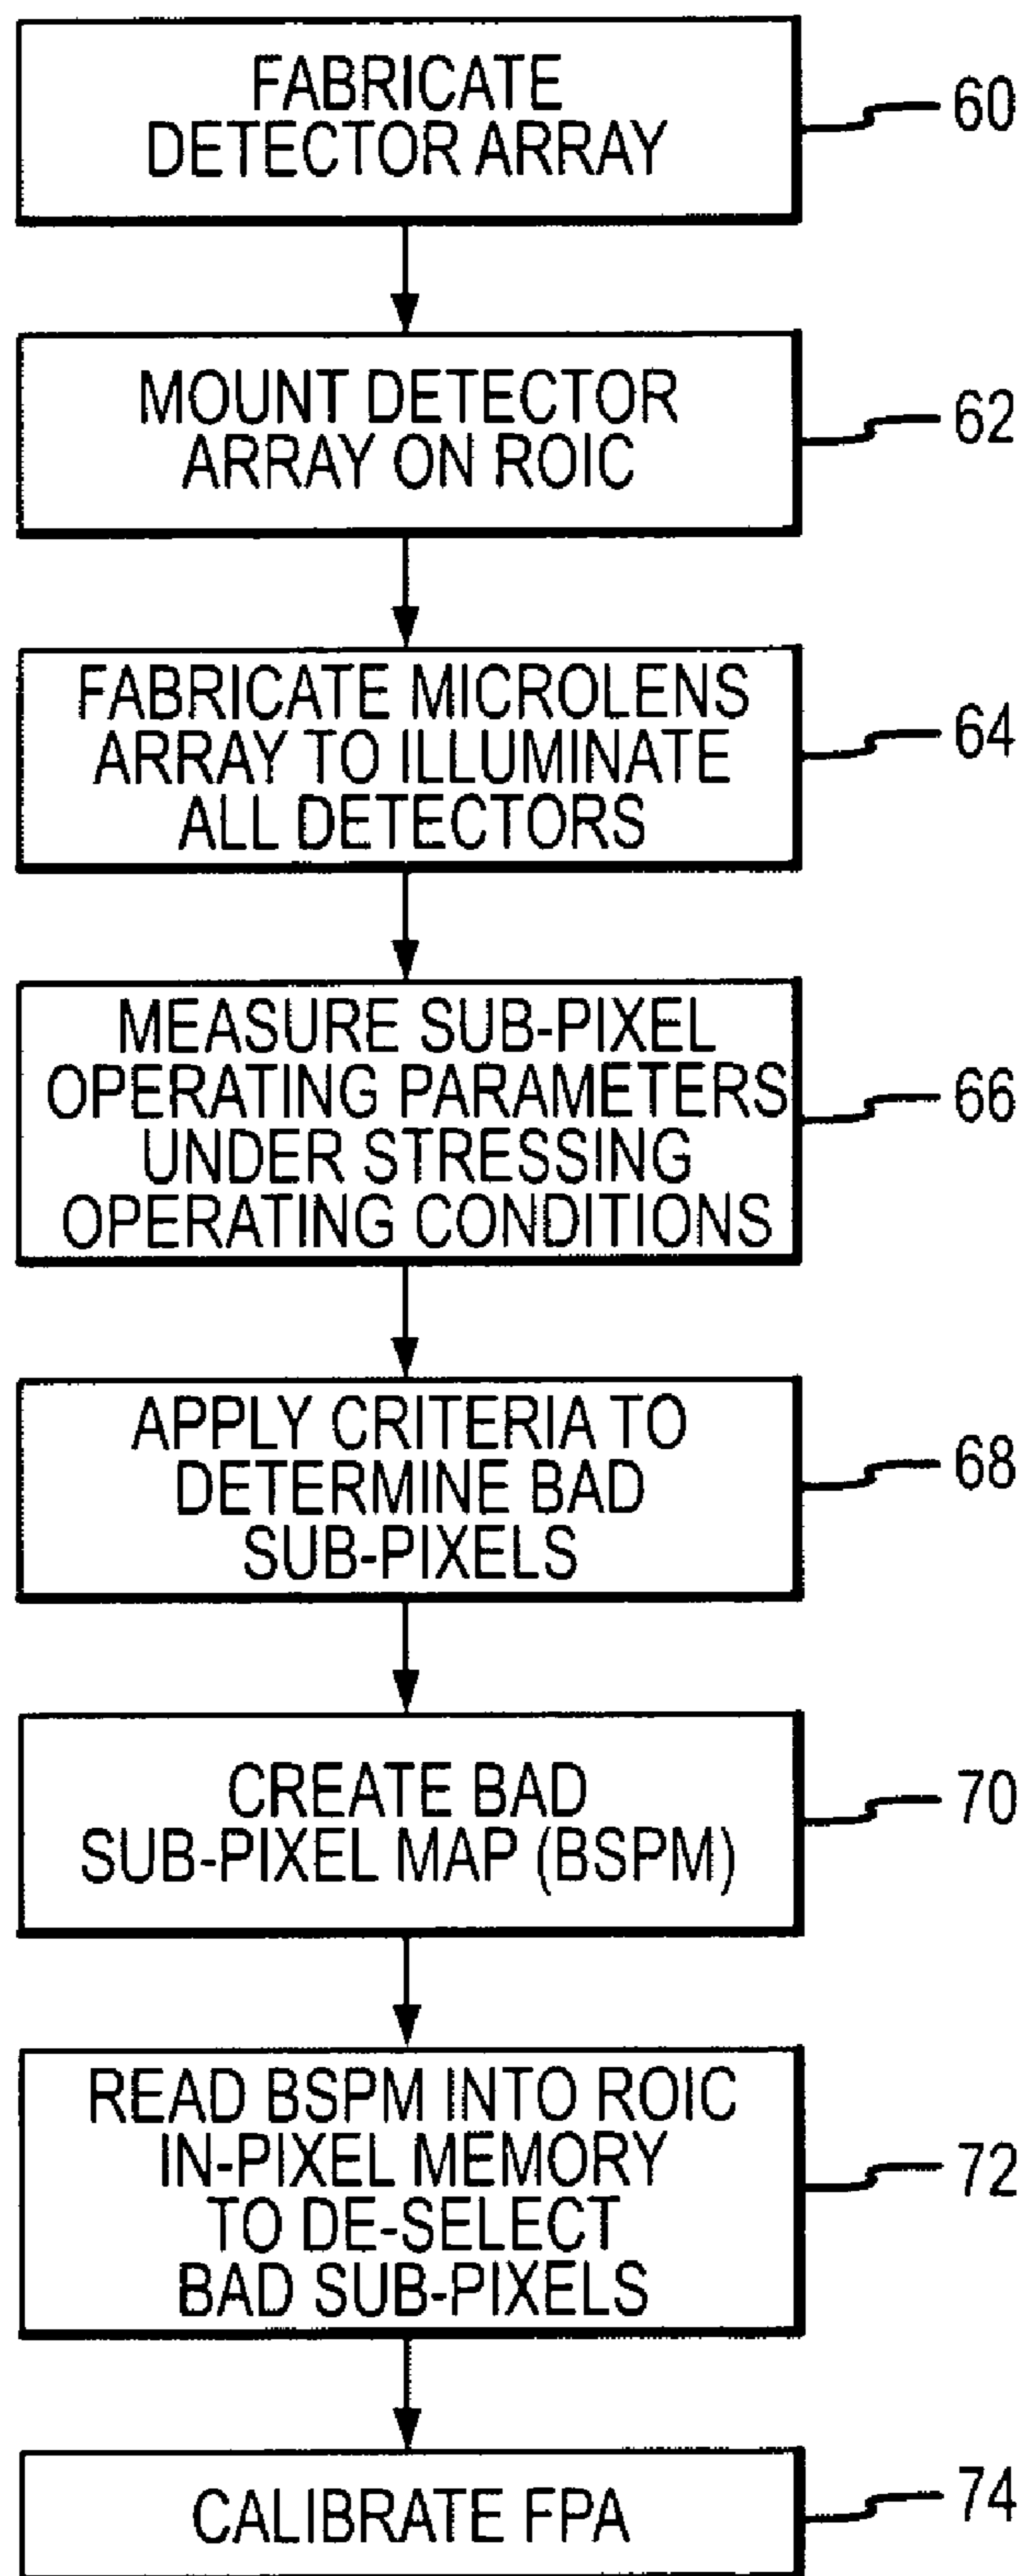 FABRICATE
DETECTOR ARRAY
60
MOUNT DETECTOR
ARRAY ON ROIC
62
FABRICATE MICROLENS
ARRAY TO ILLUMINATE
ALL DETECTORS
64
MEASURE SUB-PIXEL
OPERATING PARAMETERS
UNDER STRESSING
OPERATING CONDITIONS
66
APPLY CRITERIA TO
DETERMINE BAD
SUB-PIXELS
68
CREATE BAD
SUB-PIXEL MAP (BSPM)
70
READ BSPM INTO ROIC
IN-PIXEL MEMORY
TO DE-SELECT
BAD SUB-PIXELS
72
CALIBRATE FPA
74